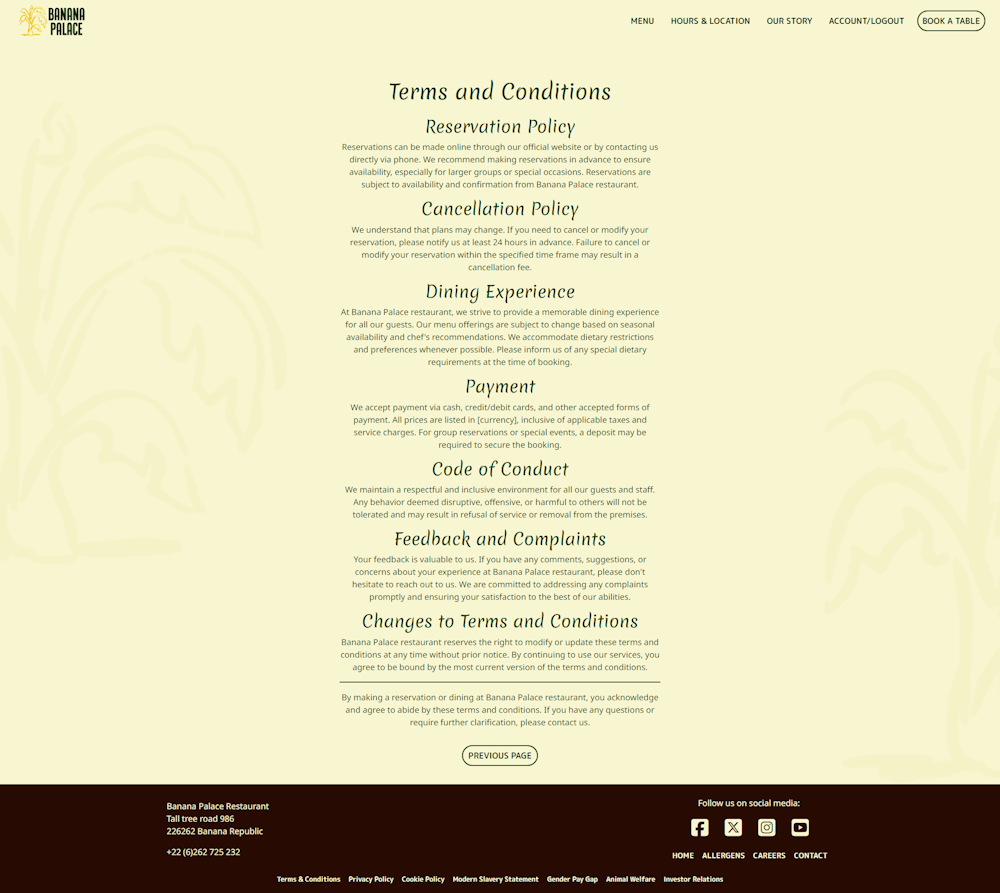 BANANA
PALACE
MENU HOURS & LOCATION OUR STORY ACCOUNT/LOGOUT BOOK A TABLE
Terms and Conditions
Reservation Policy
Reservations can be made online through our official website or by contacting us
directly via phone. We recommend making reservations in advance to ensure
availability, especially for larger groups or special occasions. Reservations are
subject to availability and confirmation from Banana Palace restaurant.
Cancellation Policy
We understand that plans may change. If you need to cancel or modify your
reservation, please notify us at least 24 hours in advance. Failure to cancel or
modify your reservation within the specified time frame may result in a
cancellation fee.
Dining Experience
At Banana Palace restaurant, we strive to provide a memorable dining experience
for all our guests. Our menu offerings are subject to change based on seasonal
availability and chef's recommendations. We accommodate dietary restrictions
and preferences whenever possible. Please inform us of any special dietary
requirements at the time of booking.
Payment
We accept payment via cash, credit/debit cards, and other accepted forms of
payment. All prices are listed in [currency], inclusive of applicable taxes and
service charges. For group reservations or special events, a deposit may be
required to secure the booking.
Code of Conduct
We maintain a respectful and inclusive environment for all our guests and staff.
Any behavior deemed disruptive, offensive, or harmful to others will not be
tolerated and may result in refusal of service or removal from the premises.
Feedback and Complaints
Your feedback is valuable to us. If you have any comments, suggestions, or
concerns about your experience at Banana Palace restaurant, please don't
hesitate to reach out to us. We are committed to addressing any complaints
promptly and ensuring your satisfaction to the best of our abilities.
Changes to Terms and Conditions
Banana Palace restaurant reserves the right to modify or update these terms and
conditions at any time without prior notice. By continuing to use our services, you
agree to be bound by the most current version of the terms and conditions.
By making a reservation or dining at Banana Palace restaurant, you acknowledge
and agree to abide by these terms and conditions. If you have any questions or
require further clarification, please contact us.
PREVIOUS PAGE
Banana Palace Restaurant
Tall tree road 986
226262 Banana Republic
+22 (6)262 725 232
Follow us on social media:
HOME ALLERGENS CAREERS CONTACT
Terms & Conditions Privacy Policy Cookie Policy Modern Slavery Statement Gender Pay Gap Animal Welfare Investor Relations